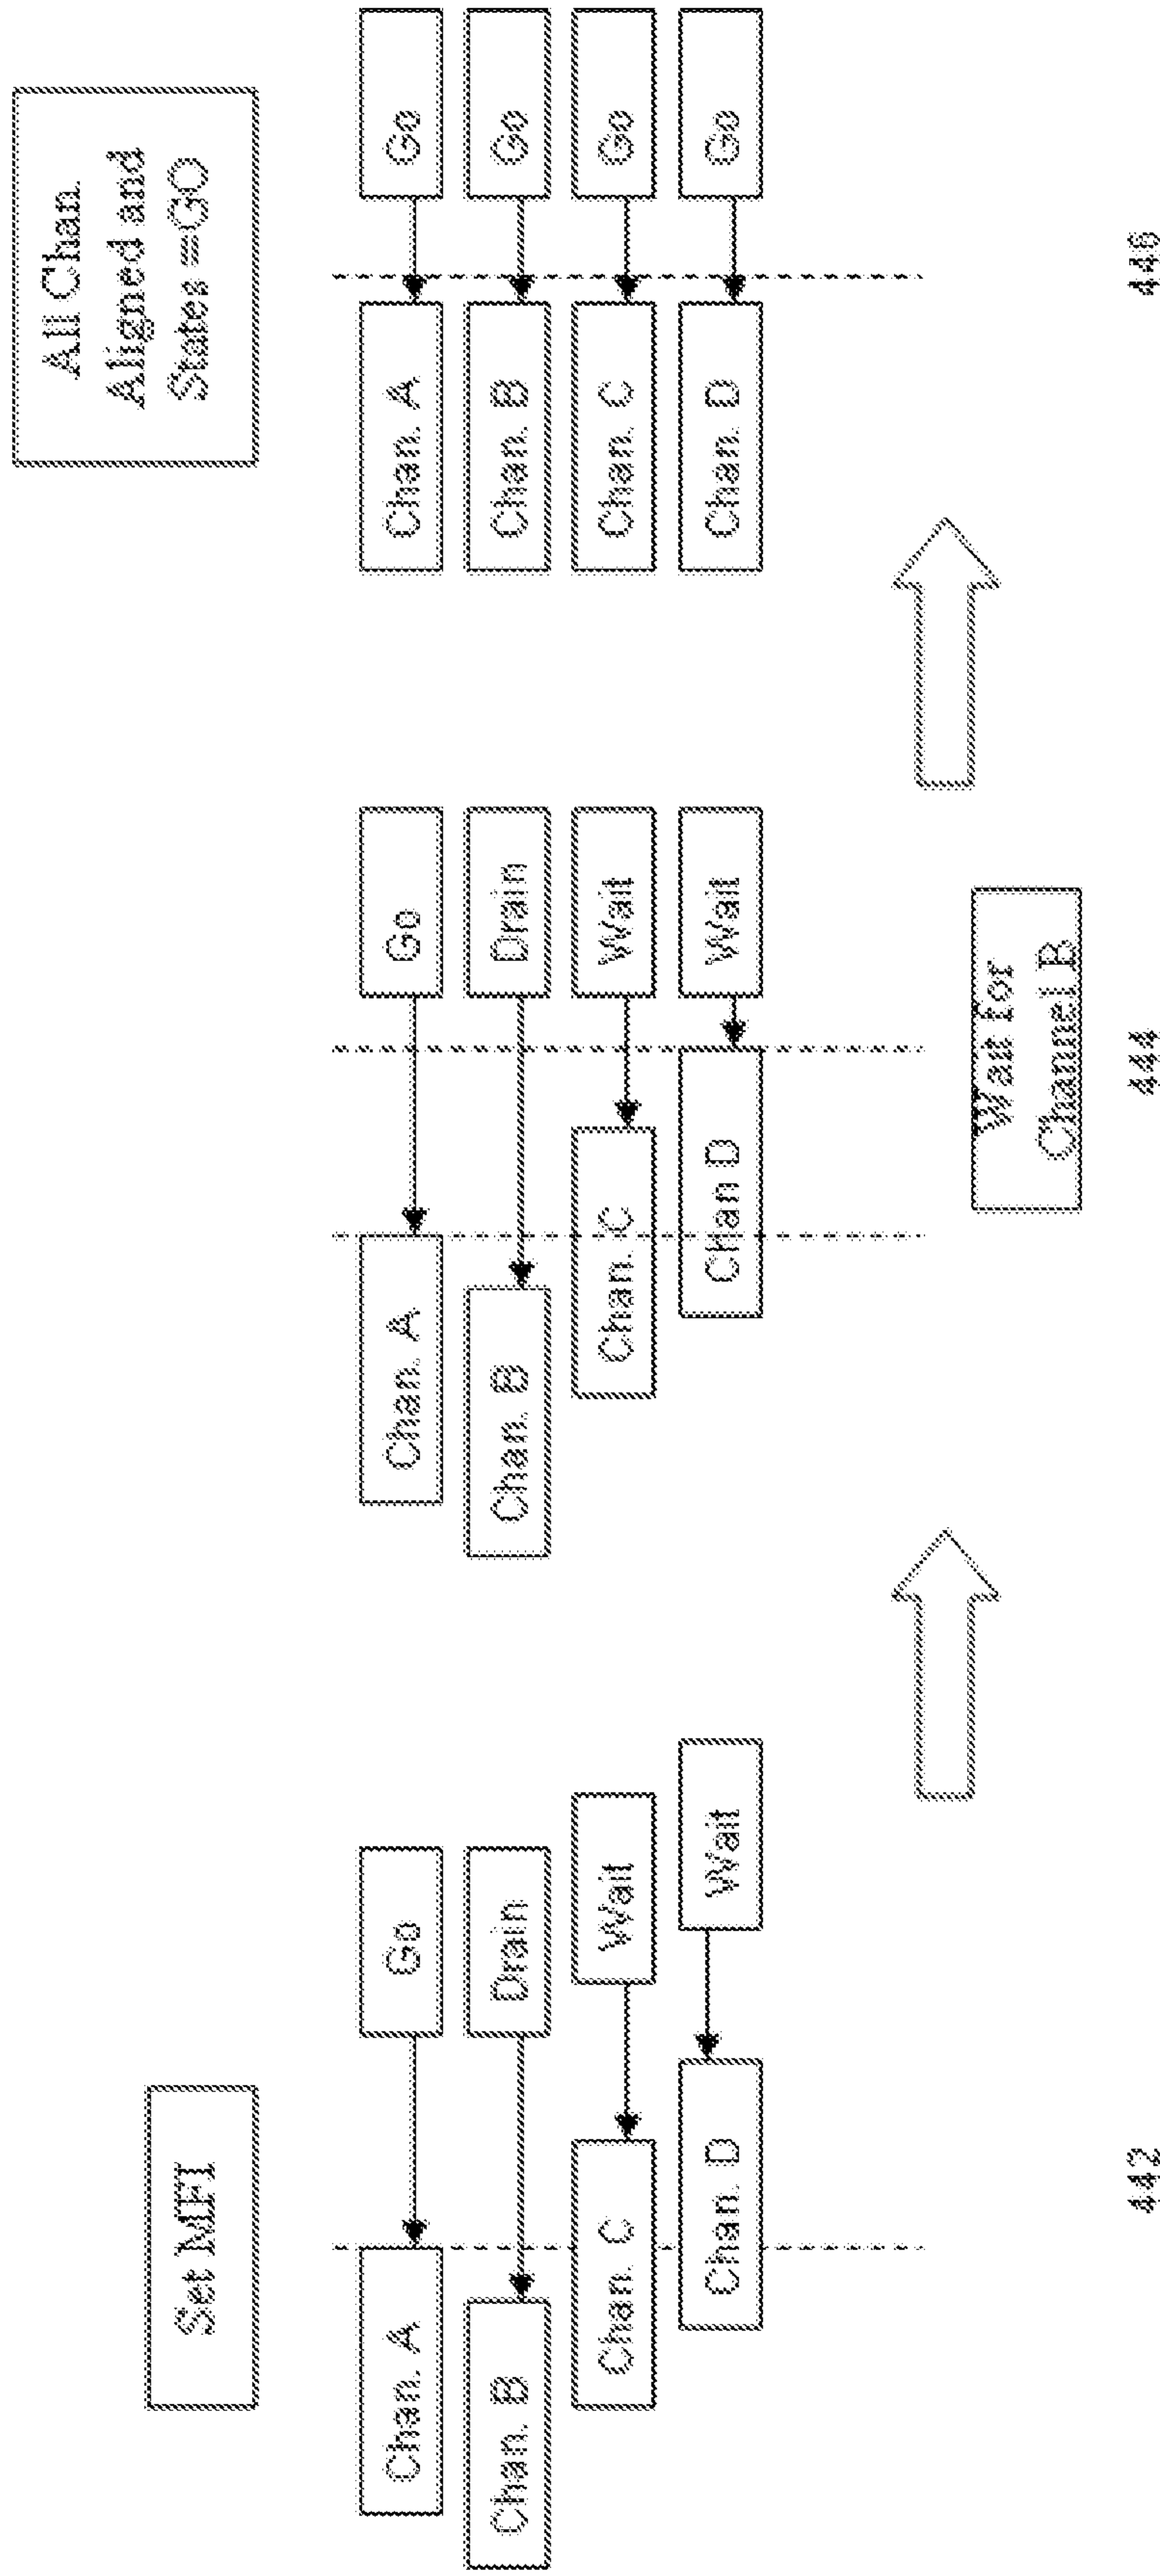 Set MFI
Chan. A
Go
Chan. B
Drain
Chan. C
Wait
Chan. D
Wait
442
Chan. A
Go
Chan. B
Drain
Chan. C
Wait
Chan D
Wait
Wait for
Channel B
444
All Chan
Aligned and
States =GO
Chan. A
Go
Chan. B
Go
Chan. C
Go
Chan. D
Go
446